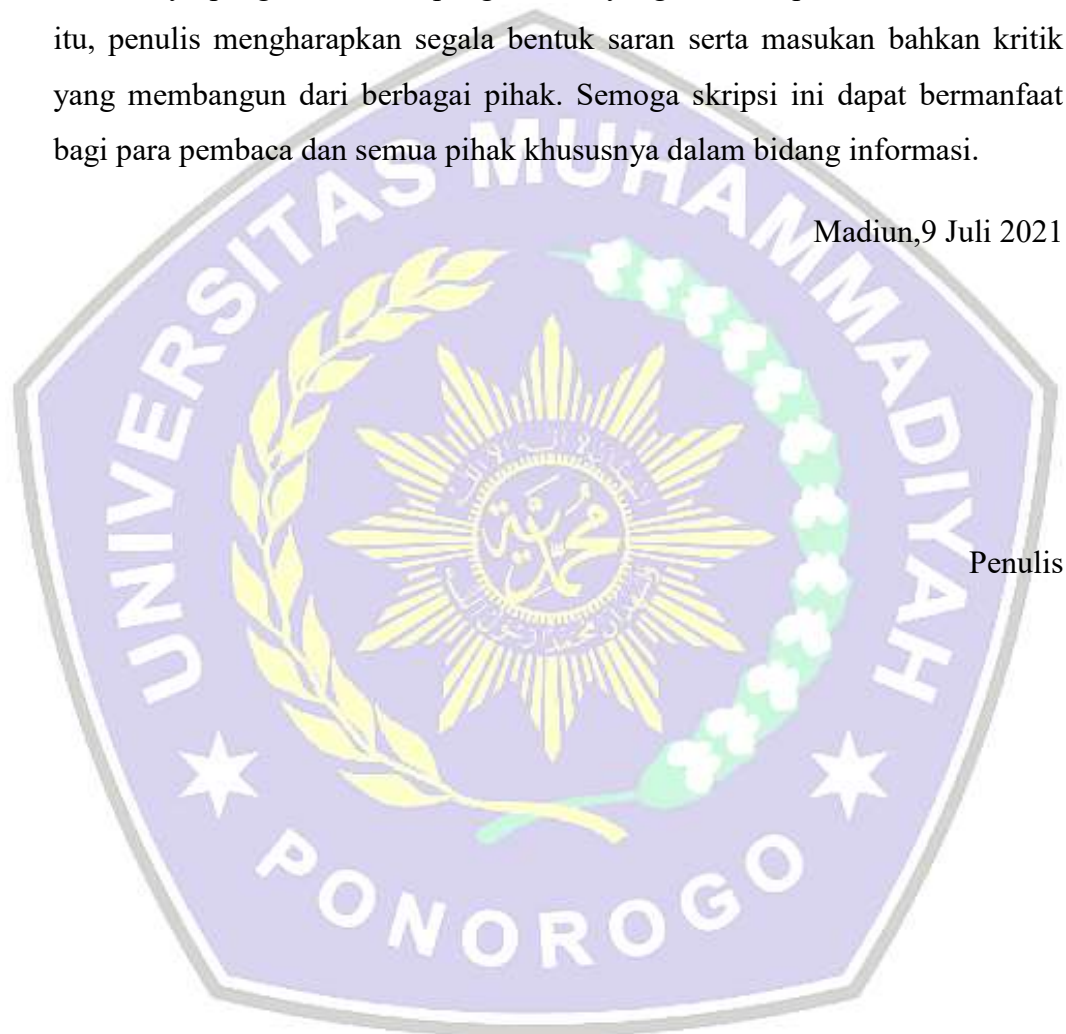 itu, penulis mengharapkan segala bentuk saran serta masukan bahkan kritik
yang membangun dari berbagai pihak. Semoga skripsi ini dapat bermanfaat
bagi para pembaca dan semua pihak khususnya dalam bidang informasi.
Madiun,9 Juli 2021
Penulis
UNIVERSITAS MUHAMMADIYAH
PONOROGO
محمدية